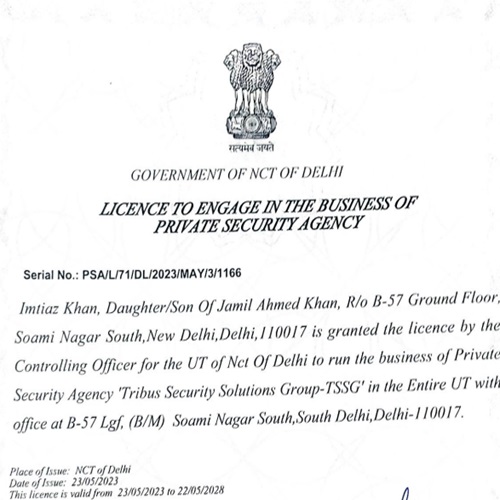 सत्यमेव जयते
GOVERNMENT OF NCT OF DELHI
LICENCE TO ENGAGE IN THE BUSINESS OF
PRIVATE SECURITY AGENCY
Serial No.: PSA/L/71/DL/2023/MAY/3/1166
Imtiaz Khan, Daughter/Son Of Jamil Ahmed Khan, R/o B-57 Ground Floor,
Soami Nagar South,New Delhi,Delhi,110017 is granted the licence by the
Controlling Officer for the UT of Nct Of Delhi to run the business of Private
Security Agency 'Tribus Security Solutions Group-TSSG' in the Entire UT with
office at B-57 Lgf, (B/M) Soami Nagar South,South Delhi,Delhi-110017.
Place of Issue: NCT of Delhi
Date of Issue: 23/05/2023
This licence is valid from 23/05/2023 to 22/05/2028